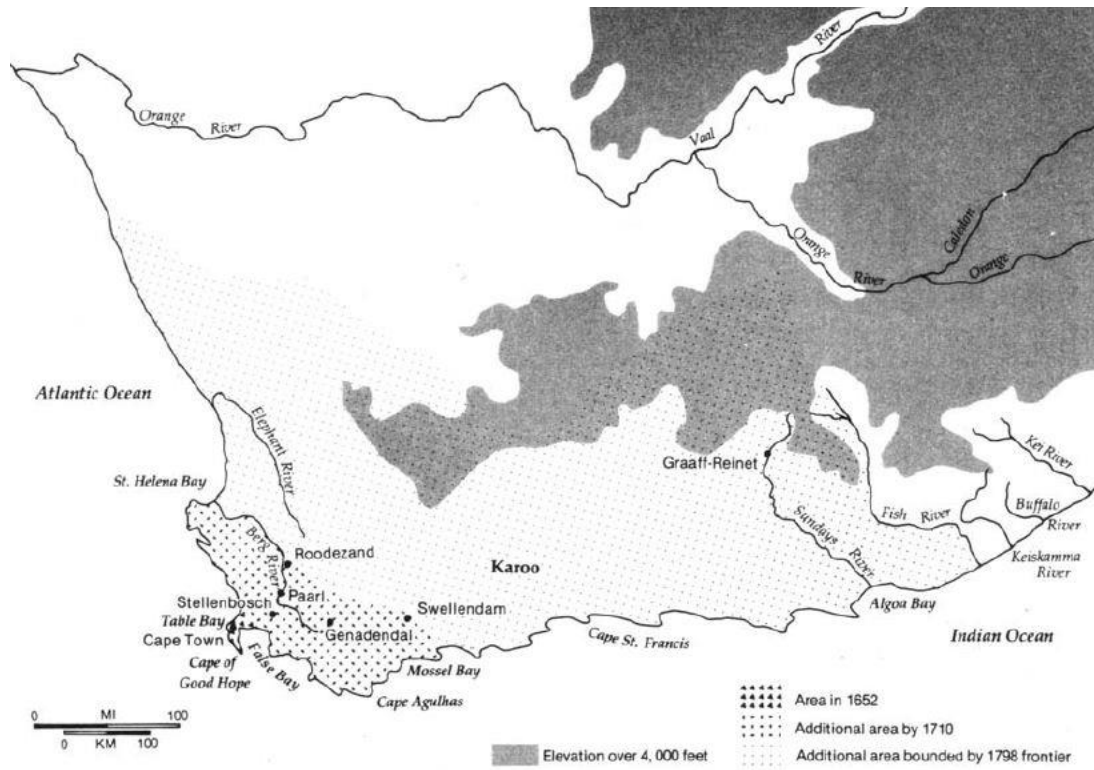 River
Orange
River
Vaal
Caledon
Orange
River
Orange
Atlantic Ocean
Elephant River
Kei River
Graaff-Reinet
St. Helena Bay
Buffalo
River
Fish River
Sundays River
Berg River
Roodezand
Karoo
Keiskamma
River
Paarl
Stellenbosch
Swellendam
Algoa Bay
Table Bay
Cape Town
Genadendal
Cape St. Francis
Indian Ocean
False Bay
Cape of
Good Hope
Mossel Bay
Cape Agulhas
0 MI 100
0 KM 100
Area in 1652
Additional area by 1710
Elevation over 4, 000 feet
Additional area bounded by 1798 frontier